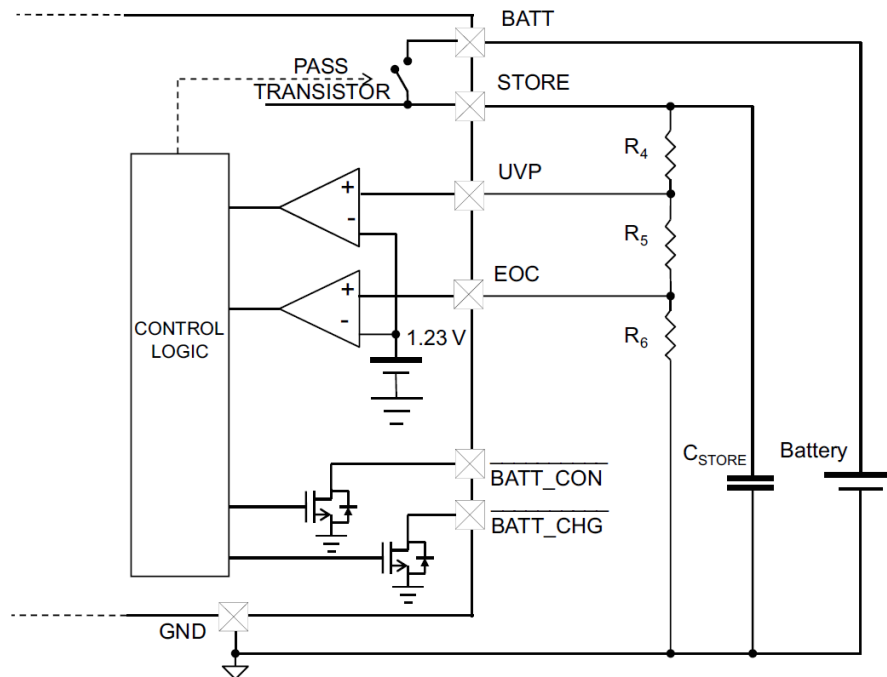 BATT
PASS
TRANSISTOR
STORE
R4
UVP
+
-
R5
EOC
+
-
1.23 V
CONTROL
LOGIC
R6
CSTORE
Battery
BATT_CON
BATT_CHG
GND